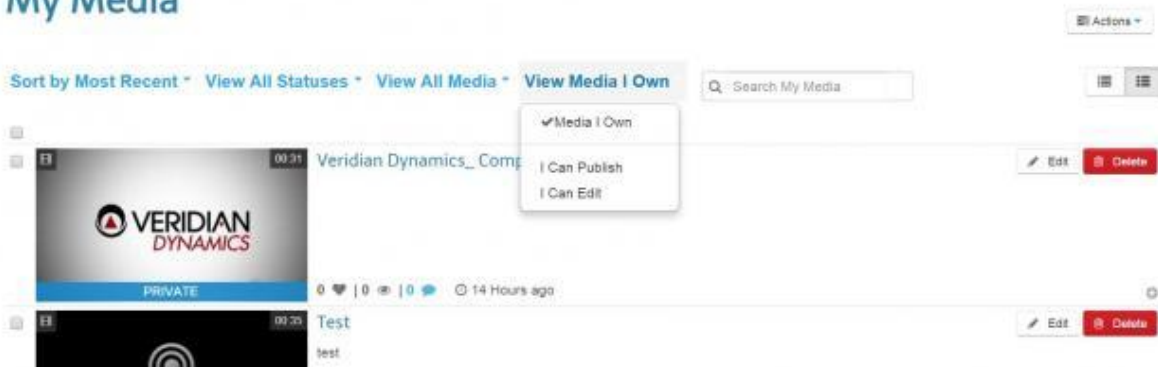 My Media
Actions
Sort by Most Recent View All Statuses View All Media View Media I Own Search My Media
Media I Own
I Can Publish
I Can Edit
00:31 Veridian Dynamics_ Comp Edit Delete
VERIDIAN
DYNAMICS
PRIVATE 0 | 0 | 0 14 Hours ago
00:35 Test Edit Delete
test